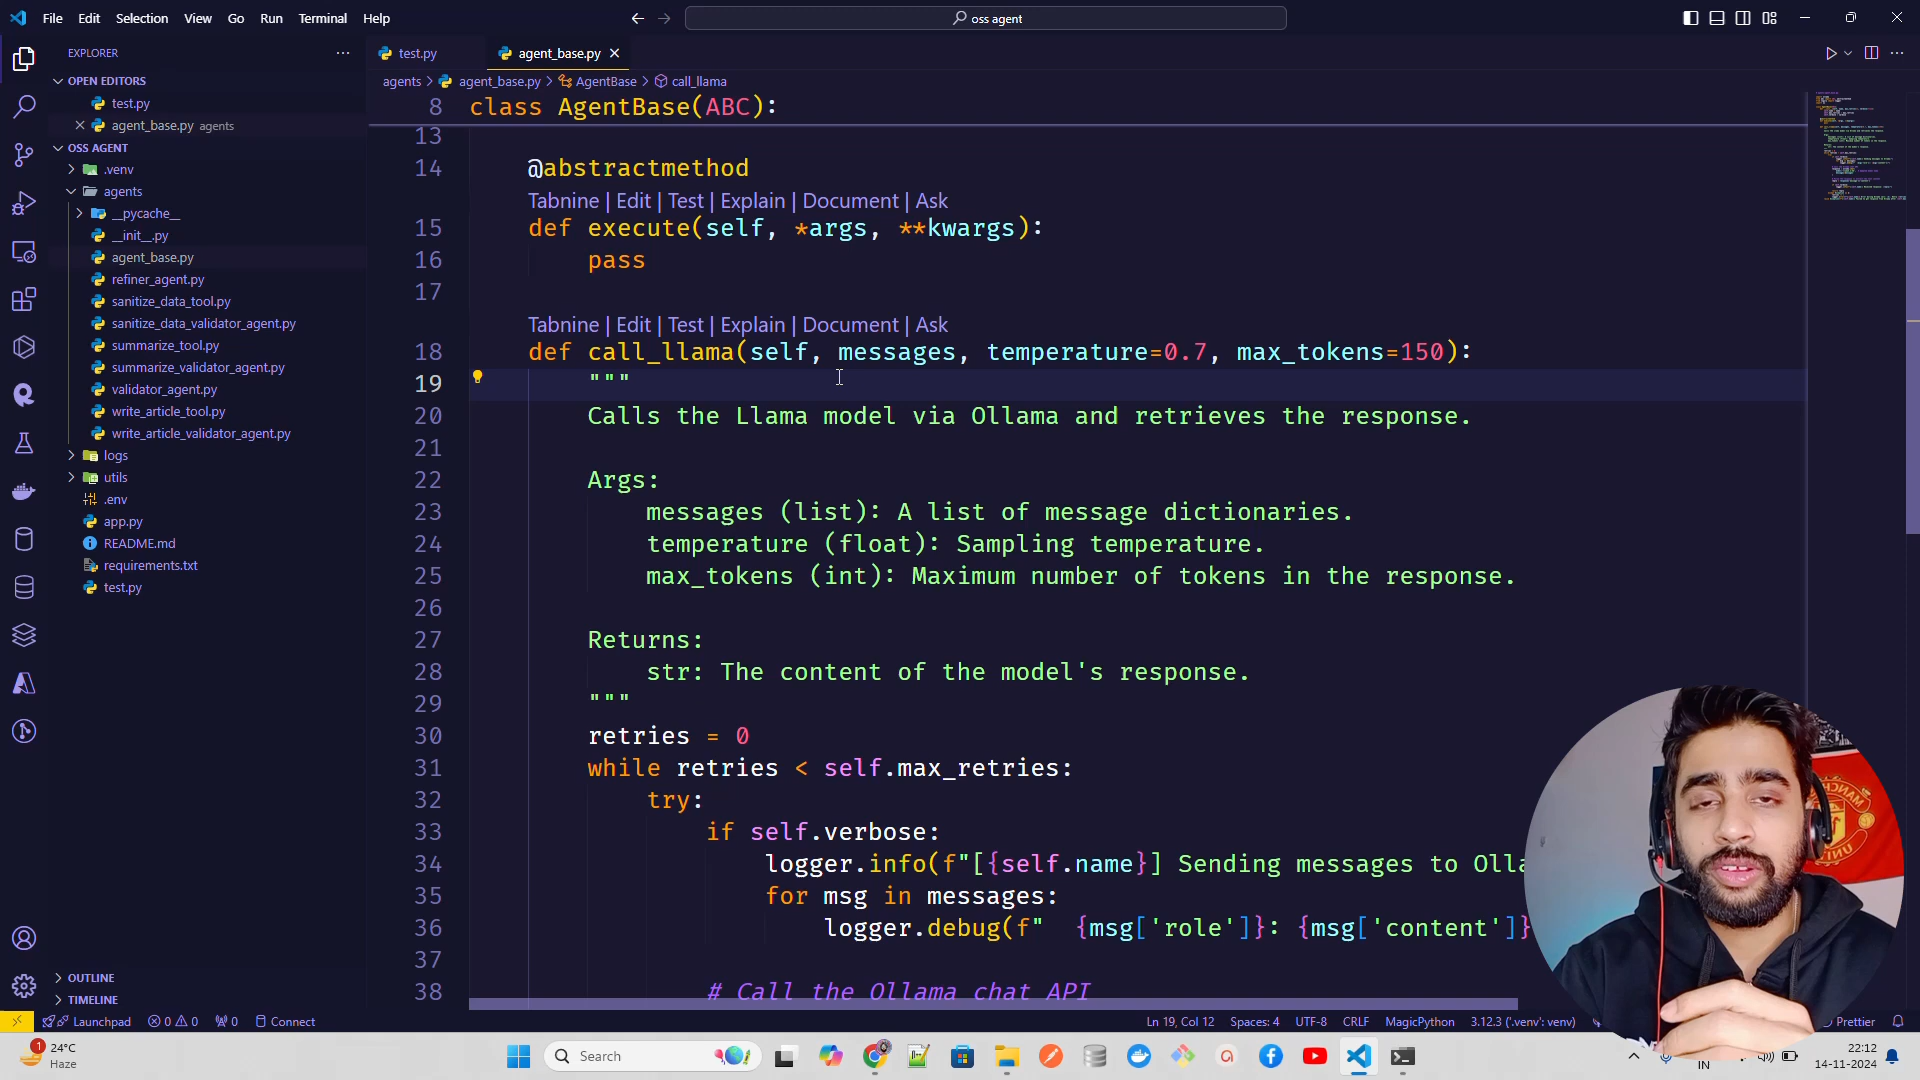 File Edit Selection View Go Run Terminal Help
oss agent
EXPLORER
OPEN EDITORS
test.py
agent_base.py agents
OSS AGENT
.venv
agents
__pycache__
__init__.py
agent_base.py
refiner_agent.py
sanitize_data_tool.py
sanitize_data_validator_agent.py
summarize_tool.py
summarize_validator_agent.py
validator_agent.py
write_article_tool.py
write_article_validator_agent.py
logs
utils
.env
app.py
README.md
requirements.txt
test.py
OUTLINE
TIMELINE
test.py agent_base.py
agents > agent_base.py > AgentBase > call_llama
8 class AgentBase(ABC):
13
14 @abstractmethod
Tabnine | Edit | Test | Explain | Document | Ask
15 def execute(self, *args, **kwargs):
16 pass
17
Tabnine | Edit | Test | Explain | Document | Ask
18 def call_llama(self, messages, temperature=0.7, max_tokens=150):
19 """
20 Calls the Llama model via Ollama and retrieves the response.
21
22 Args:
23 messages (list): A list of message dictionaries.
24 temperature (float): Sampling temperature.
25 max_tokens (int): Maximum number of tokens in the response.
26
27 Returns:
28 str: The content of the model's response.
29 """
30 retries = 0
31 while retries < self.max_retries:
32 try:
33 if self.verbose:
34 logger.info(f"[{self.name}] Sending messages to Olla
35 for msg in messages:
36 logger.debug(f" {msg['role']}: {msg['content']}
37
38 # Call the Ollama chat API
Launchpad 0 0 0 Connect
Ln 19, Col 12 Spaces: 4 UTF-8 CRLF MagicPython 3.12.3 ('.venv': venv) Prettier
1 24°C
Haze
Search
IN
22:12
14-11-2024